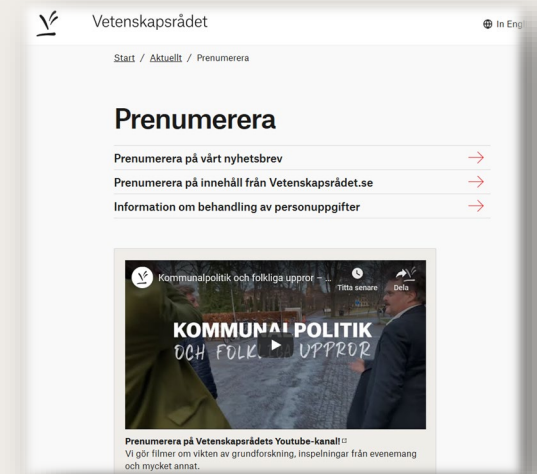 Vetenskapsrådet
In Eng
Start / Aktuellt / Prenumerera
Prenumerera
Prenumerera på vårt nyhetsbrev
Prenumerera på innehåll från Vetenskapsrådet.se
Information om behandling av personuppgifter
Kommunalpolitik och folkliga uppror – ...
Titta senare
Dela
KOMMUNALPOLITIK
OCH FOLK UPPROR
Prenumerera på Vetenskapsrådets Youtube-kanal!
Vi gör filmer om vikten av grundforskning, inspelningar från evenemang
och mycket annat.